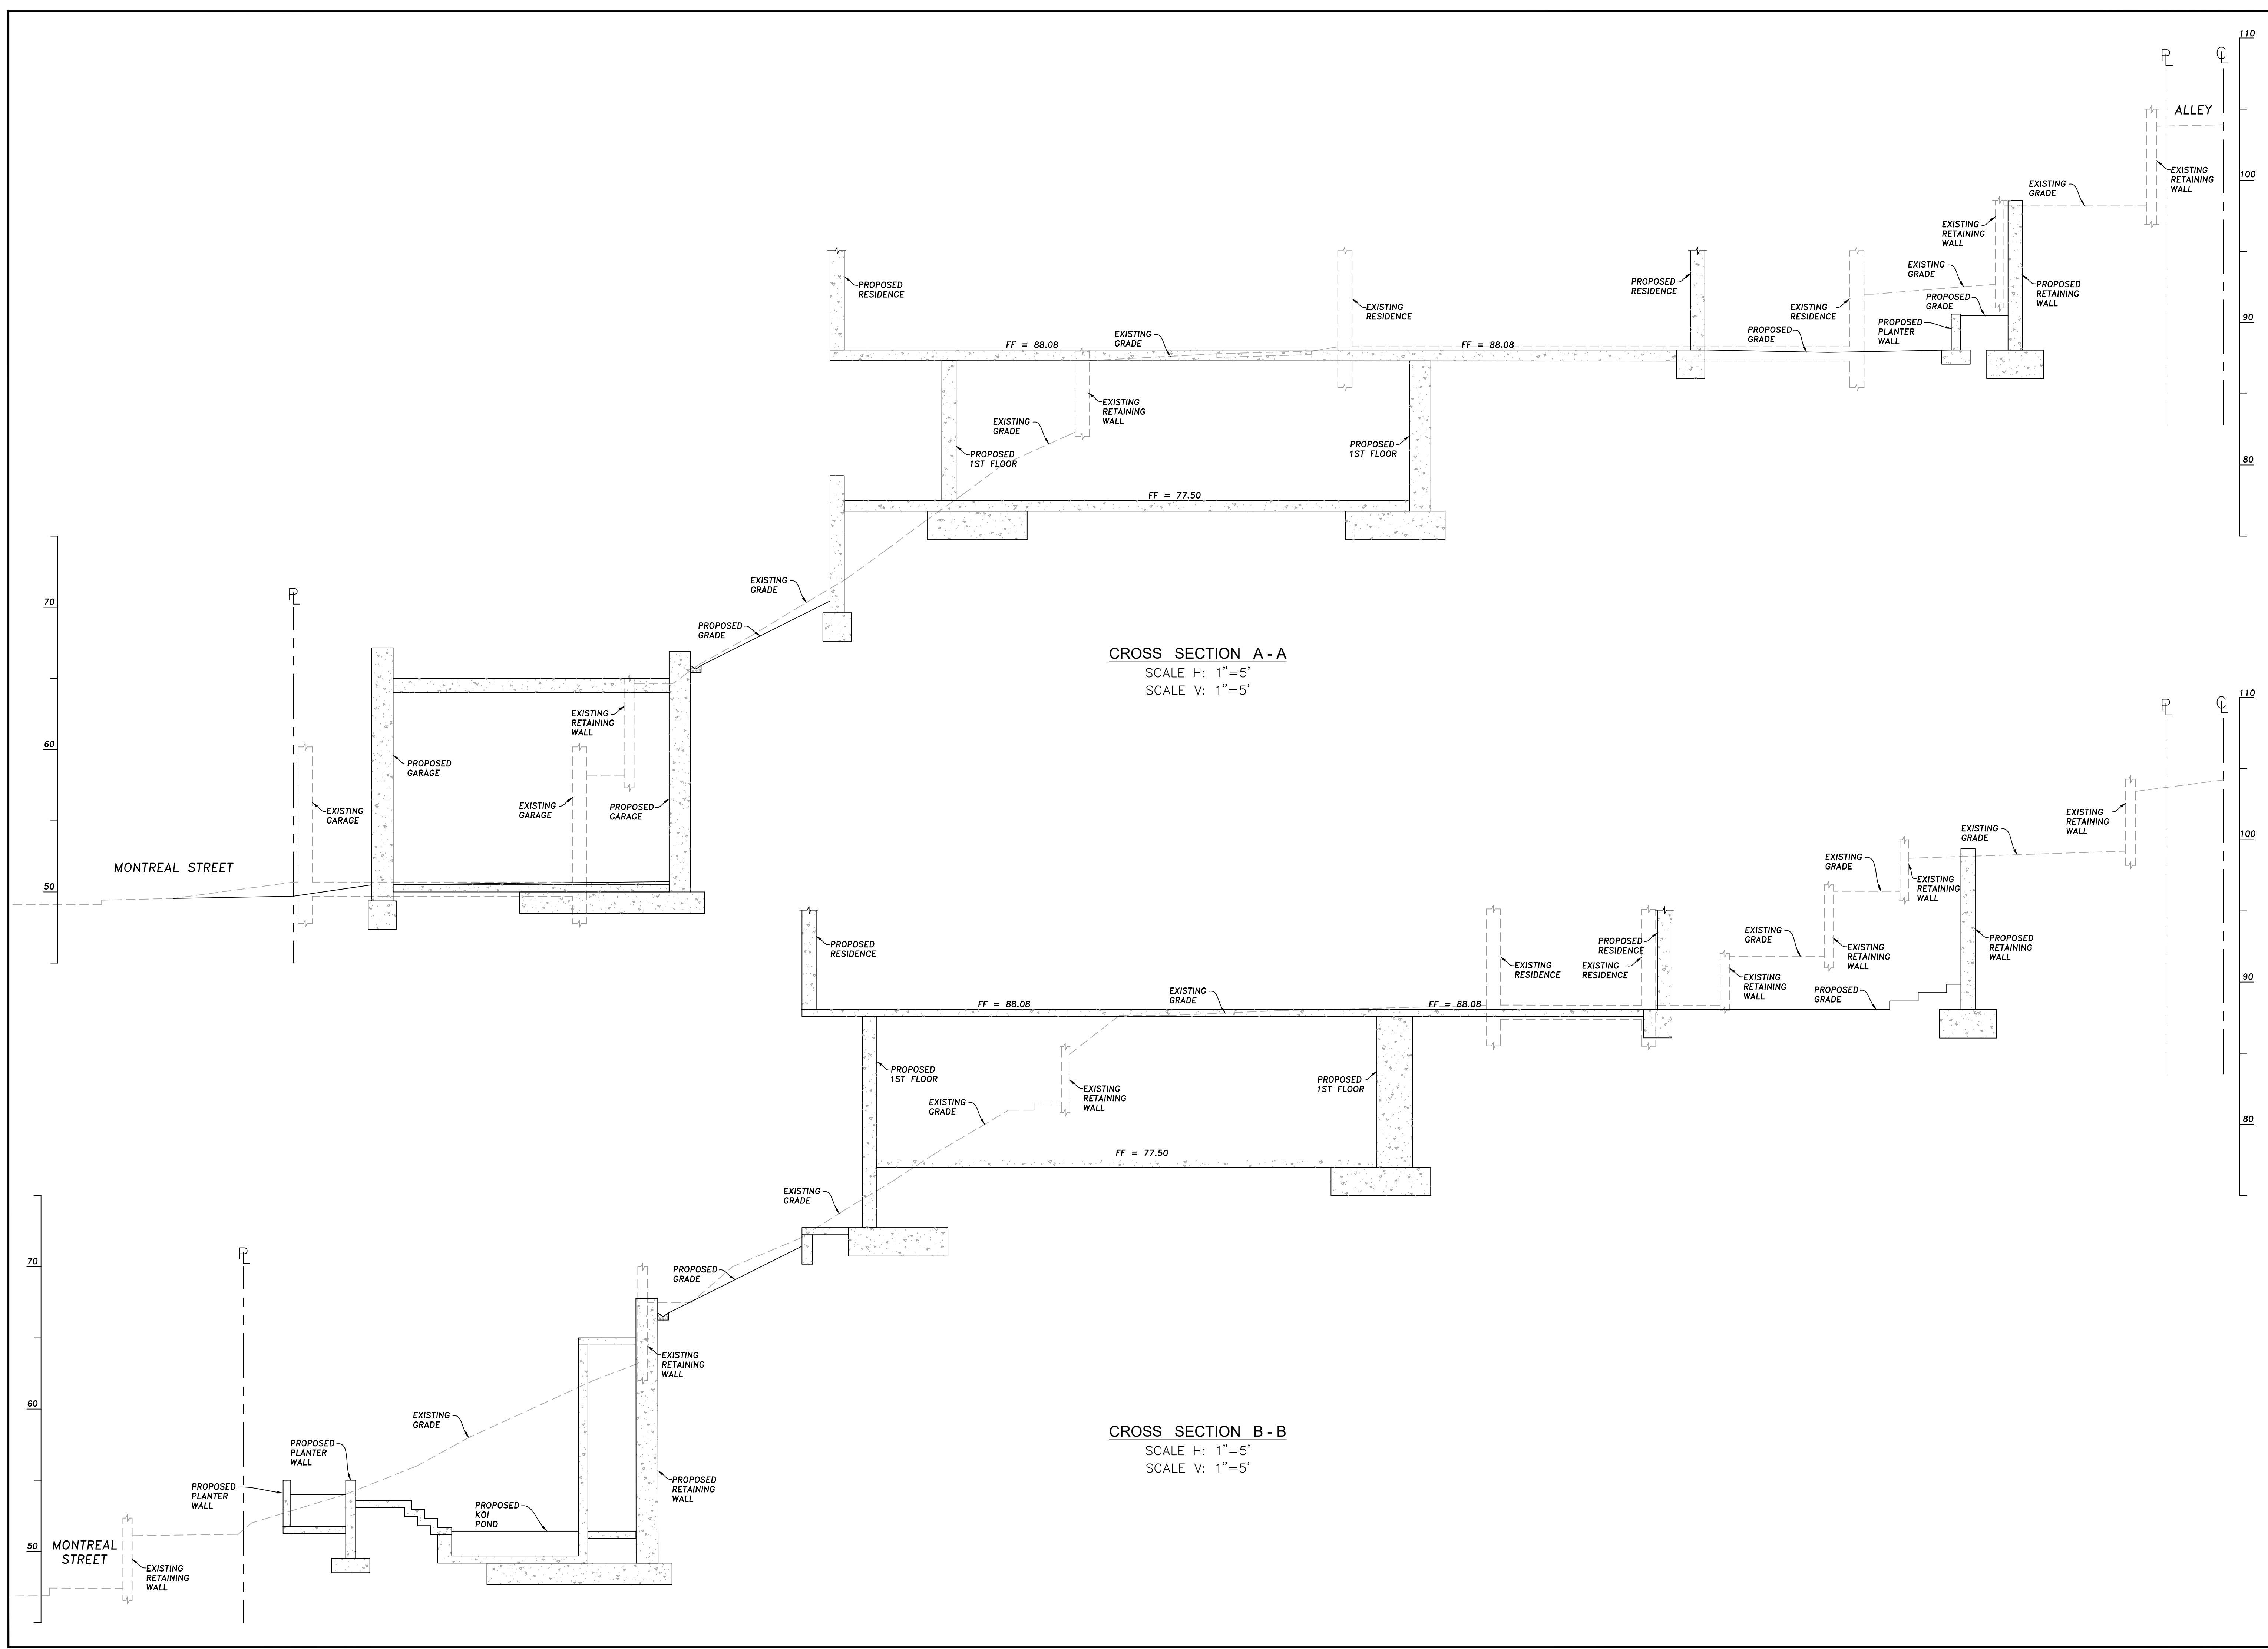 110
PL
CL
ALLEY
EXISTING
RETAINING
WALL
100
EXISTING
GRADE
EXISTING
RETAINING
WALL
EXISTING
GRADE
PROPOSED
RETAINING
WALL
PROPOSED
GRADE
PROPOSED
RESIDENCE
EXISTING
RESIDENCE
PROPOSED
RESIDENCE
EXISTING
RESIDENCE
PROPOSED
PLANTER
WALL
90
PROPOSED
GRADE
EXISTING
GRADE
FF = 88.08
FF = 88.08
EXISTING
RETAINING
WALL
EXISTING
GRADE
PROPOSED
1ST FLOOR
PROPOSED
1ST FLOOR
80
FF = 77.50
EXISTING
GRADE
PL
70
PROPOSED
GRADE
CROSS SECTION A - A
SCALE H: 1"=5'
SCALE V: 1"=5'
EXISTING
RETAINING
WALL
60
PROPOSED
GARAGE
EXISTING
GARAGE
EXISTING
GARAGE
PROPOSED
GARAGE
MONTREAL STREET
50
110
PL
CL
EXISTING
RETAINING
WALL
100
EXISTING
GRADE
EXISTING
GRADE
EXISTING
RETAINING
WALL
PROPOSED
RESIDENCE
EXISTING
RESIDENCE
PROPOSED
RESIDENCE
EXISTING
RESIDENCE
EXISTING
GRADE
EXISTING
RETAINING
WALL
PROPOSED
RETAINING
WALL
EXISTING
RETAINING
WALL
PROPOSED
GRADE
90
EXISTING
GRADE
FF = 88.08
FF = 88.08
PROPOSED
1ST FLOOR
PROPOSED
1ST FLOOR
EXISTING
RETAINING
WALL
EXISTING
GRADE
80
FF = 77.50
EXISTING
GRADE
PL
70
PROPOSED
GRADE
EXISTING
RETAINING
WALL
60
EXISTING
GRADE
CROSS SECTION B - B
SCALE H: 1"=5'
SCALE V: 1"=5'
PROPOSED
PLANTER
WALL
PROPOSED
PLANTER
WALL
PROPOSED
RETAINING
WALL
PROPOSED
KOI
POND
50
MONTREAL
STREET
EXISTING
RETAINING
WALL